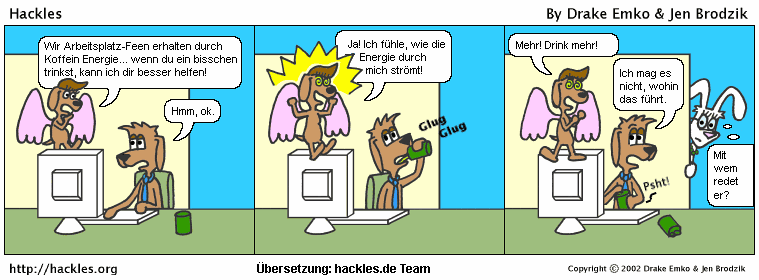 Hackles
By Drake Emko & Jen Brodzik
Wir Arbeitsplatz-Feen erhalten durch
Koffein Energie... wenn du ein bisschen
trinkst, kann ich dir besser helfen!
Hmm, ok.
Ja! Ich fühle, wie die
Energie durch
mich strömt!
Glug
Glug
Mehr! Drink mehr!
Ich mag es
nicht, wohin
das führt.
Psht!
Mit
wem
redet
er?
http://hackles.org
Übersetzung: hackles.de Team
Copyright © 2002 Drake Emko & Jen Brodzik